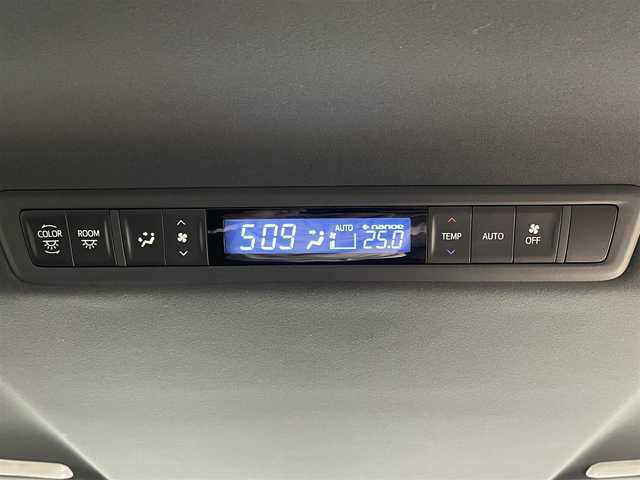 COLOR
ROOM
5:09
AUTO
nanoe
25.0
TEMP
AUTO
OFF